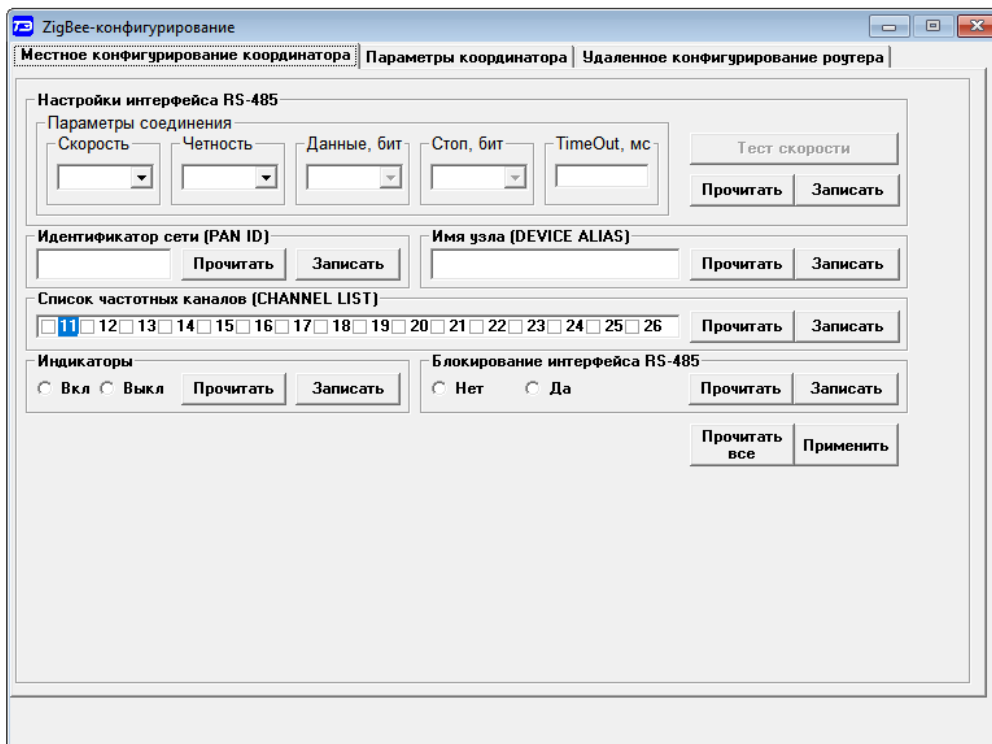 ТЭ ZigBee-конфигурирование
Местное конфигурирование координатора Параметры координатора Удаленное конфигурирование роутера
Настройки интерфейса RS-485
Параметры соединения
Скорость Четность Данные, бит Стоп, бит TimeOut, мс
Тест скорости
Прочитать Записать
Идентификатор сети (PAN ID) Имя узла (DEVICE ALIAS)
Прочитать Записать Прочитать Записать
Список частотных каналов (CHANNEL LIST)
11 12 13 14 15 16 17 18 19 20 21 22 23 24 25 26 Прочитать Записать
Индикаторы Блокирование интерфейса RS-485
Вкл Выкл Прочитать Записать Нет Да Прочитать Записать
Прочитать
все Применить